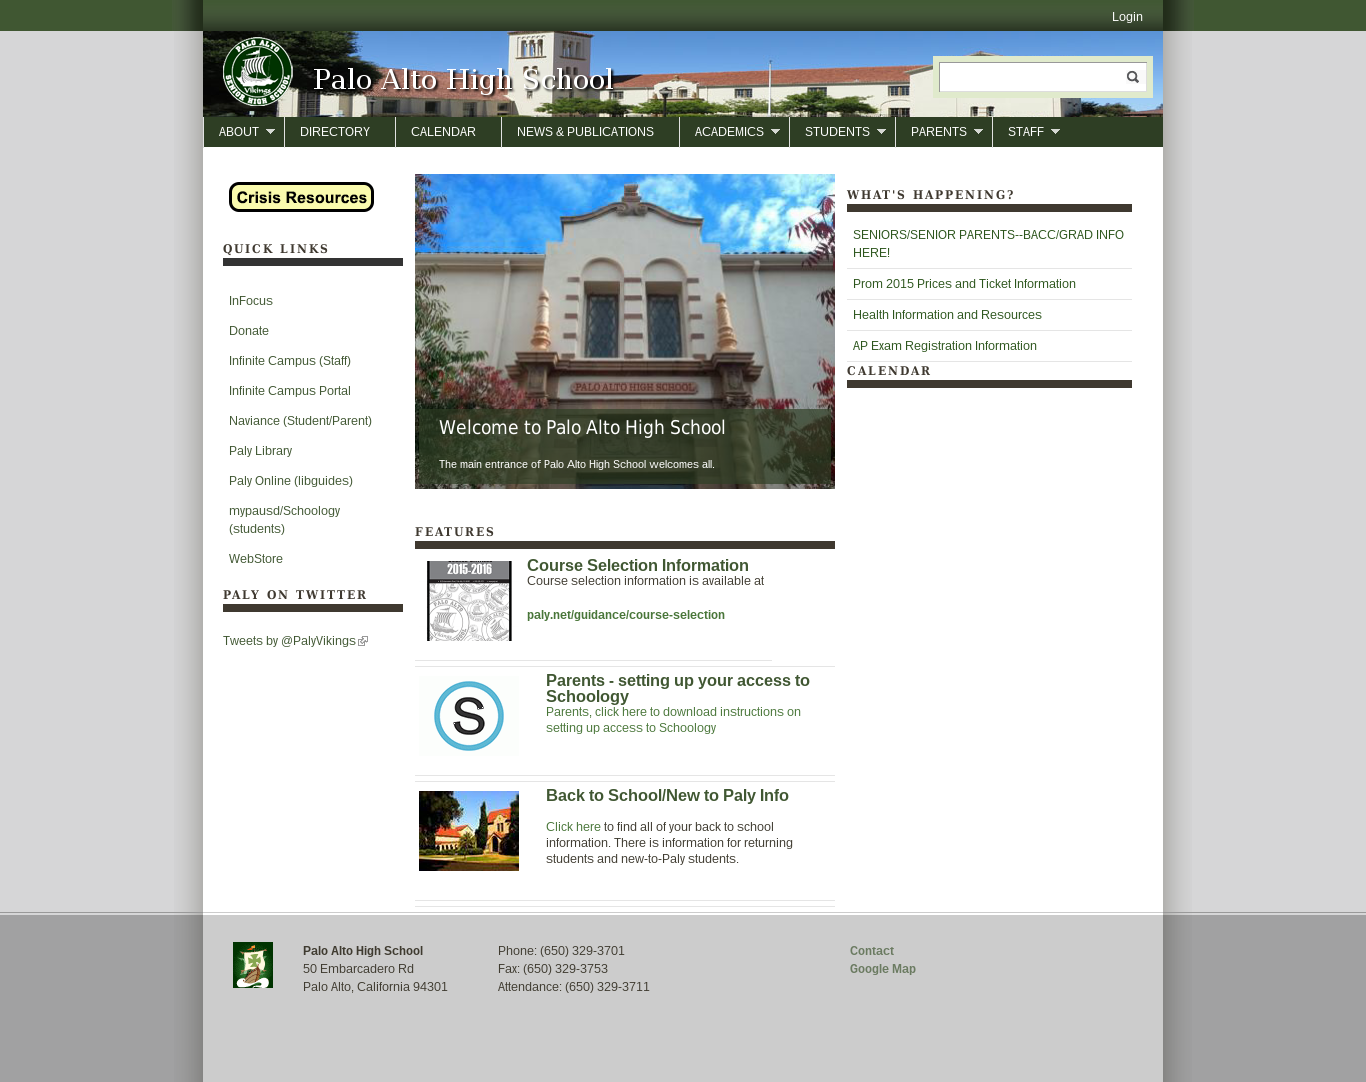 Login
PALO ALTO
Vikings
SENIOR HIGH SCHOOL
Palo Alto High School
ABOUT
DIRECTORY
CALENDAR
NEWS & PUBLICATIONS
ACADEMICS
STUDENTS
PARENTS
STAFF
Crisis Resources
QUICK LINKS
InFocus
Donate
Infinite Campus (Staff)
Infinite Campus Portal
Naviance (Student/Parent)
Paly Library
Paly Online (libguides)
mypausd/Schoology
(students)
WebStore
PALY ON TWITTER
Tweets by @PalyVikings
PALO ALTO HIGH SCHOOL
Welcome to Palo Alto High School
The main entrance of Palo Alto High School welcomes all.
FEATURES
2015-2016
Course Selection Information
Course selection information is available at
paly.net/guidance/course-selection
S
Parents - setting up your access to
Schoology
Parents, click here to download instructions on
setting up access to Schoology
Back to School/New to Paly Info
Click here to find all of your back to school
information. There is information for returning
students and new-to-Paly students.
WHAT'S HAPPENING?
SENIORS/SENIOR PARENTS--BACC/GRAD INFO
HERE!
Prom 2015 Prices and Ticket Information
Health Information and Resources
AP Exam Registration Information
CALENDAR
Palo Alto High School
50 Embarcadero Rd
Palo Alto, California 94301
Phone: (650) 329-3701
Fax: (650) 329-3753
Attendance: (650) 329-3711
Contact
Google Map